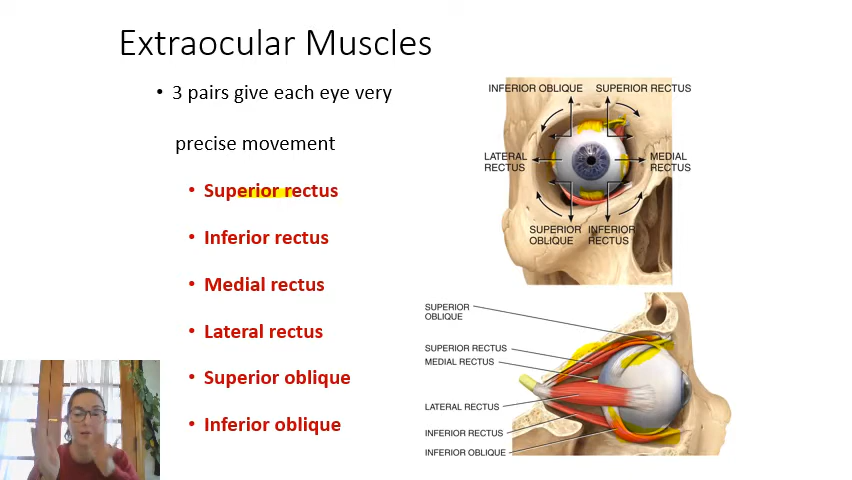 Extraocular Muscles
• 3 pairs give each eye very
precise movement
• Superior rectus
• Inferior rectus
• Medial rectus
• Lateral rectus
• Superior oblique
• Inferior oblique
INFERIOR OBLIQUE
SUPERIOR RECTUS
LATERAL
RECTUS
MEDIAL
RECTUS
SUPERIOR
OBLIQUE
INFERIOR
RECTUS
SUPERIOR
OBLIQUE
SUPERIOR RECTUS
MEDIAL RECTUS
LATERAL RECTUS
INFERIOR RECTUS
INFERIOR OBLIQUE